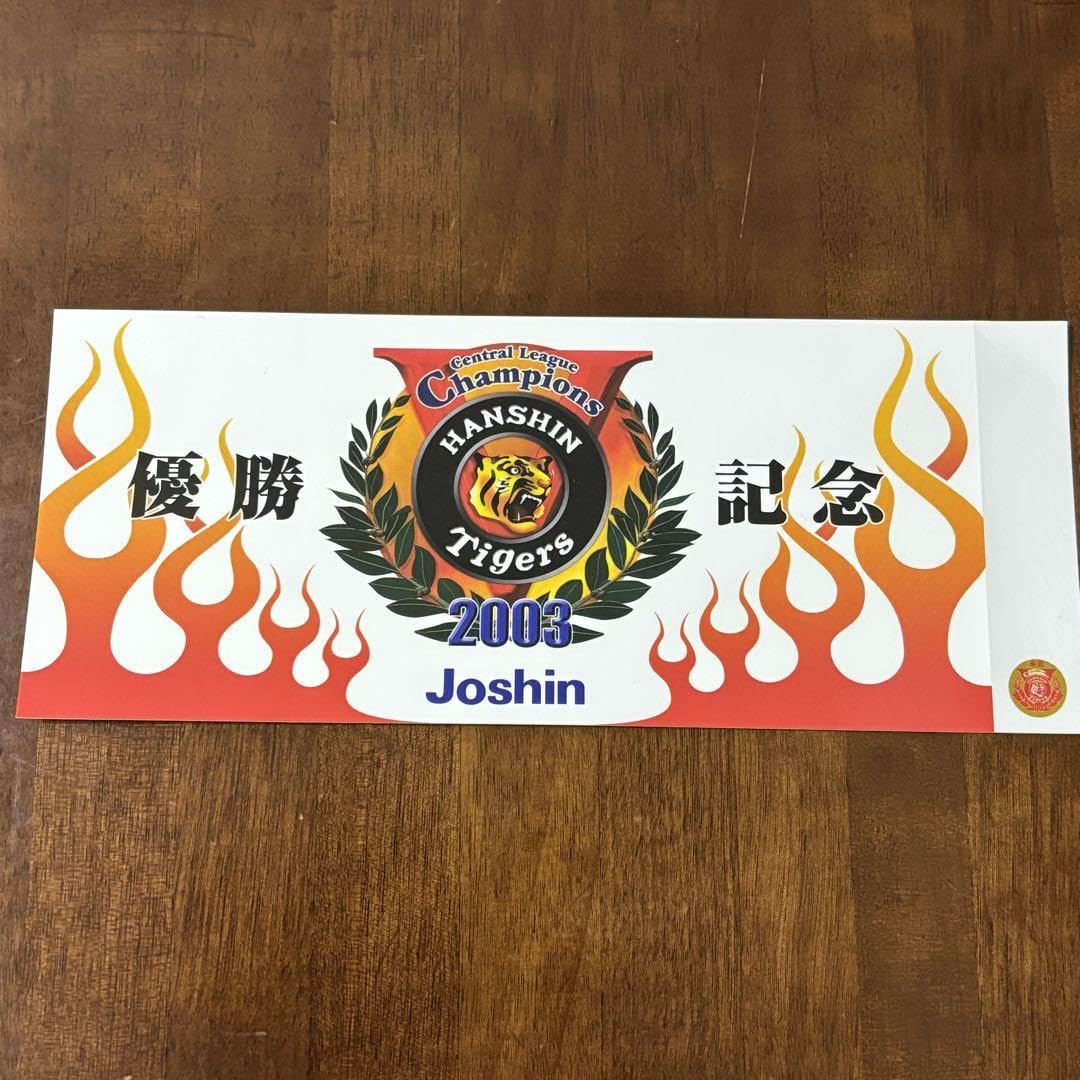 Central League
Champions
HANSHIN
Tigers
優勝 記念
2003
Joshin